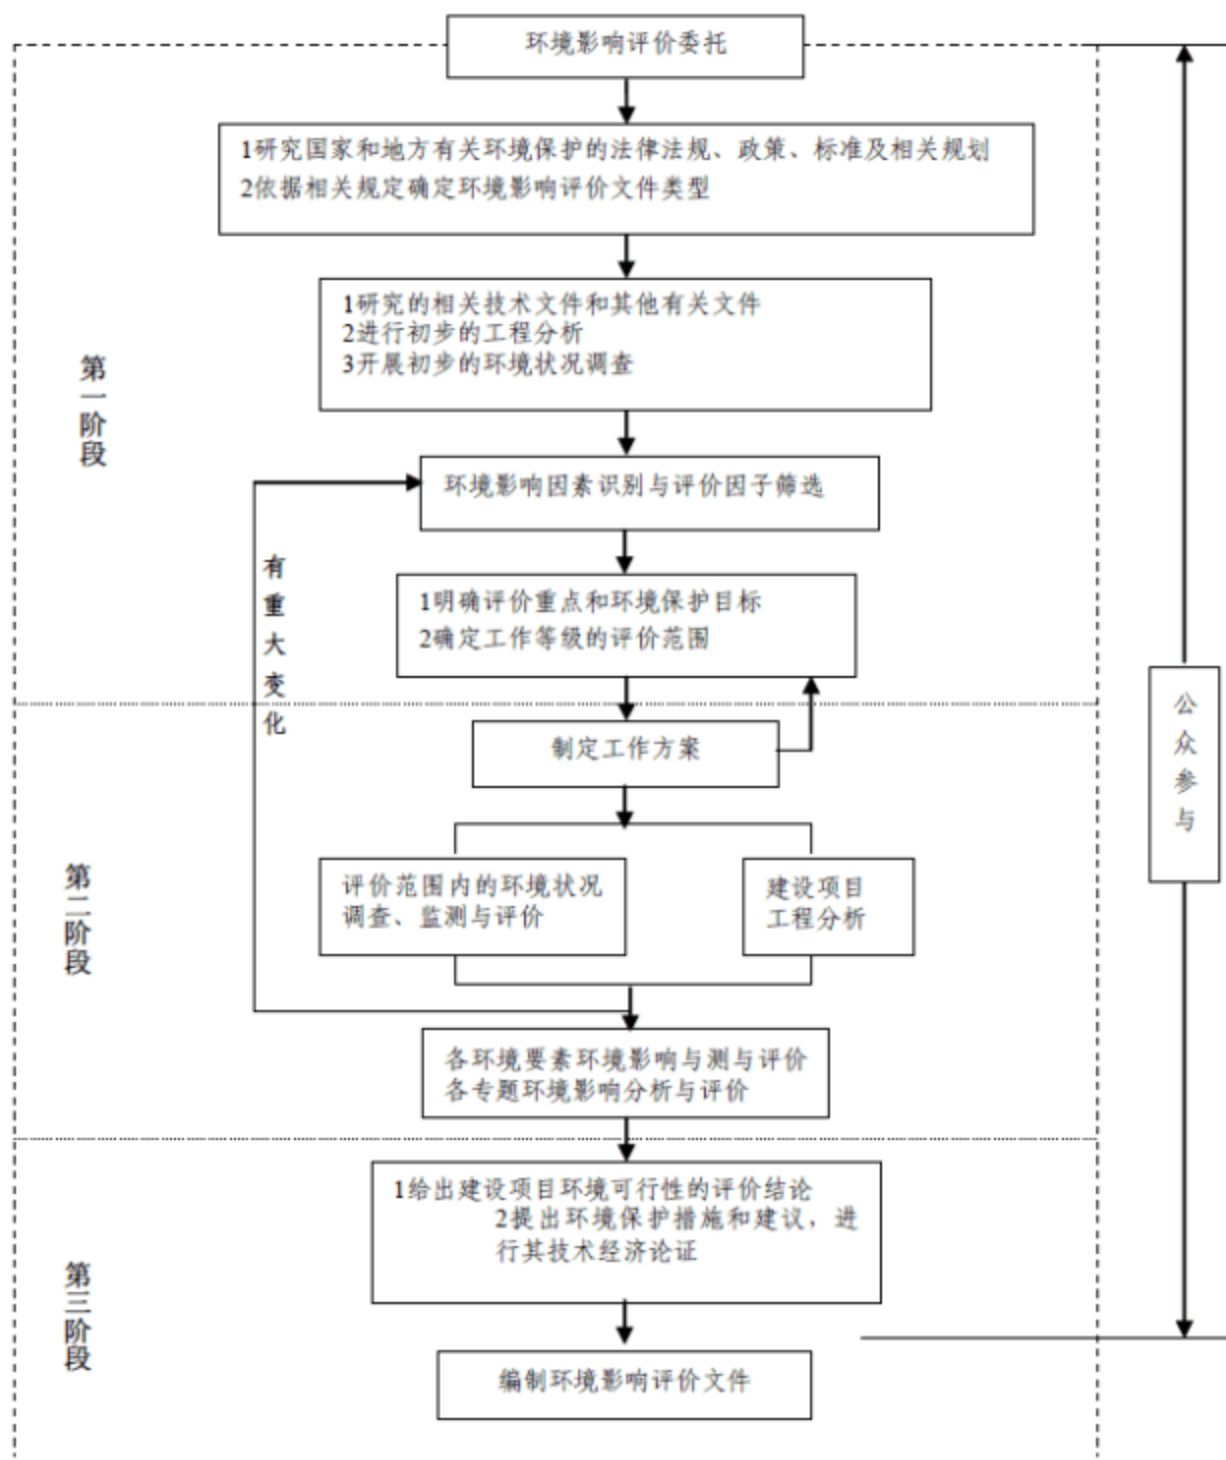 环境影响评价委托
1研究国家和地方有关环境保护的法律法规、政策、标准及相关规划
2依据相关规定确定环境影响评价文件类型
1研究的相关技术文件和其他有关文件
2进行初步的工程分析
3开展初步的环境状况调查
第一阶段
环境影响因素识别与评价因子筛选
有重大变化
1明确评价重点和环境保护目标
2确定工作等级的评价范围
公众参与
制定工作方案
第二阶段
评价范围内的环境状况
调查、监测与评价
建设项目
工程分析
各环境要素环境影响与测与评价
各专题环境影响分析与评价
第三阶段
1给出建设项目环境可行性的评价结论
2提出环境保护措施和建议，进
行其技术经济论证
编制环境影响评价文件